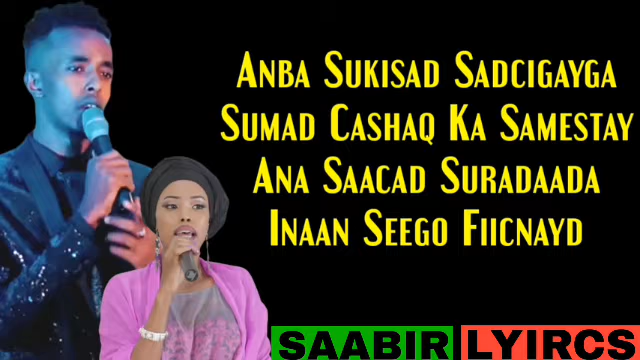 Anba Sukisad Sadcigayga
Sumad Cashaq Ka Samestay
Ana Saacad Suradaada
Inaan Seego Fiicnayd
SAABIR LYIRCS